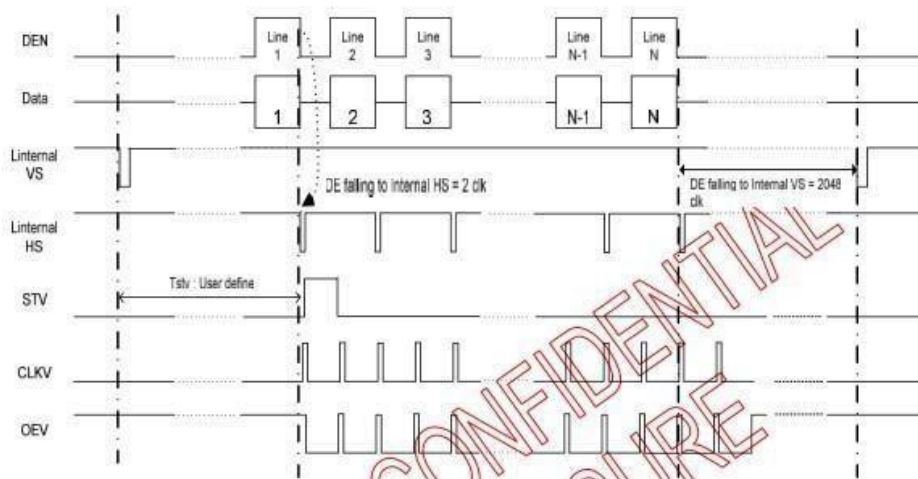 DEN
Line
1
Line
2
Line
3
Line
N-1
Line
N
Data
1
2
3
N-1
N
Linternal
VS
DE falling to Internal HS = 2 clk
DE falling to Internal VS = 2048
clk
Linternal
HS
Tstv : User define
STV
CLKV
OEV
CONFIDENTIAL